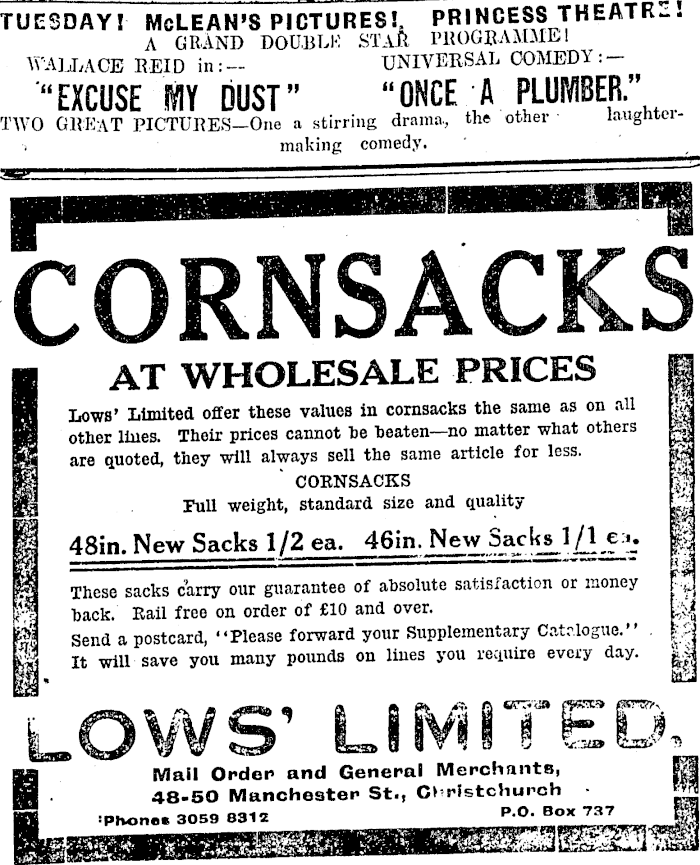 TUESDAY! McLEAN'S PICTURES!, PRINCESS THEATRE!
A GRAND DOUBLE STAR PROGRAMME!
WALLACE REID in:-- UNIVERSAL COMEDY:—
"EXCUSE MY DUST" "ONCE A PLUMBER."
TWO GREAT PICTURES—One a stirring drama, the other laughter-
making comedy.
CORNSACKS
AT WHOLESALE PRICES
Lows' Limited offer these values in cornsacks the same as on all
other lines. Their prices cannot be beaten—no matter what others
are quoted, they will always sell the same article for less.
CORNSACKS
Full weight, standard size and quality
48in. New Sacks 1/2 ea. 46in. New Sacks 1/1 ea.
These sacks carry our guarantee of absolute satisfaction or money
back. Rail free on order of £10 and over.
Send a postcard, "Please forward your Supplementary Catalogue."
It will save you many pounds on lines you require every day.
LOWS' LIMITED.
Mail Order and General Merchants,
48-50 Manchester St., Christchurch
'Phones 3059 8312 P.O. Box 737